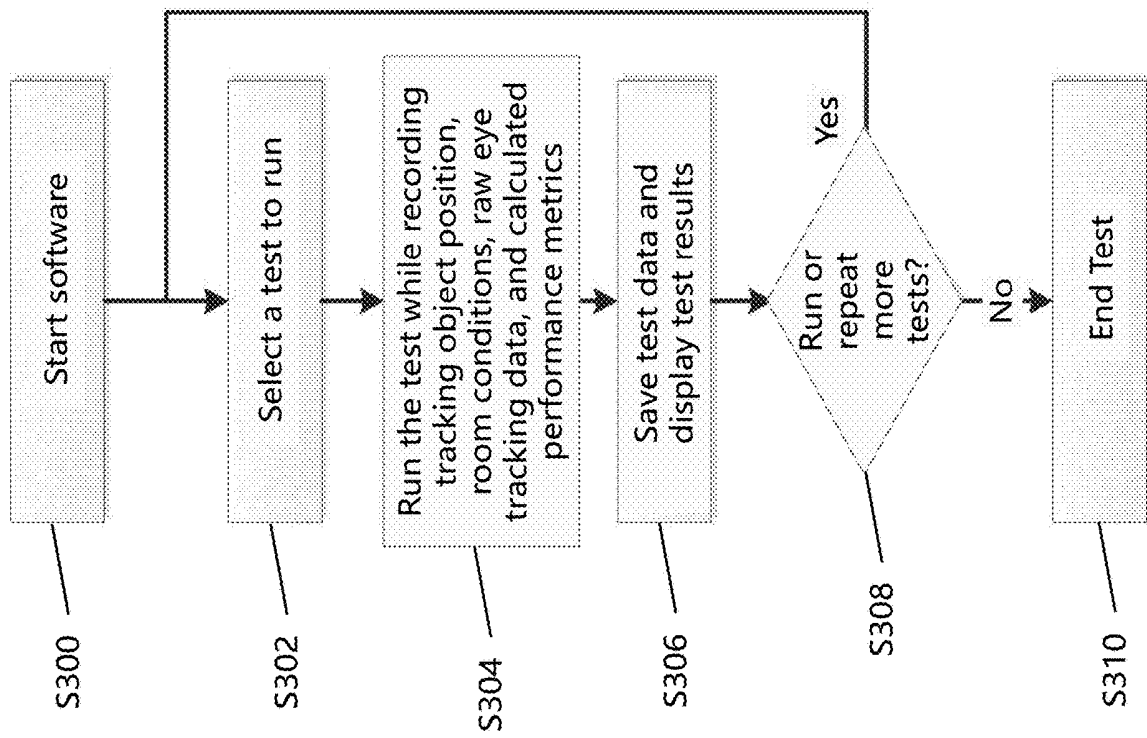 S300
Start software
S302
Select a test to run
S304
Run the test while recording
tracking object position,
room conditions, raw eye
tracking data, and calculated
performance metrics
S306
Save test data and
display test results
S308
Run or
repeat
more
tests?
Yes
No
S310
End Test